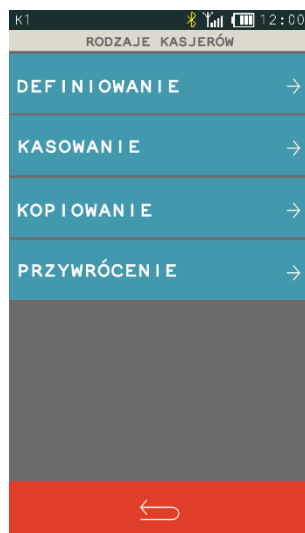 K1 12:00
RODZAJE KASJERÓW
DEFINIOWANIE
KASOWANIE
KOPIOWANIE
PRZYWRÓCENIE